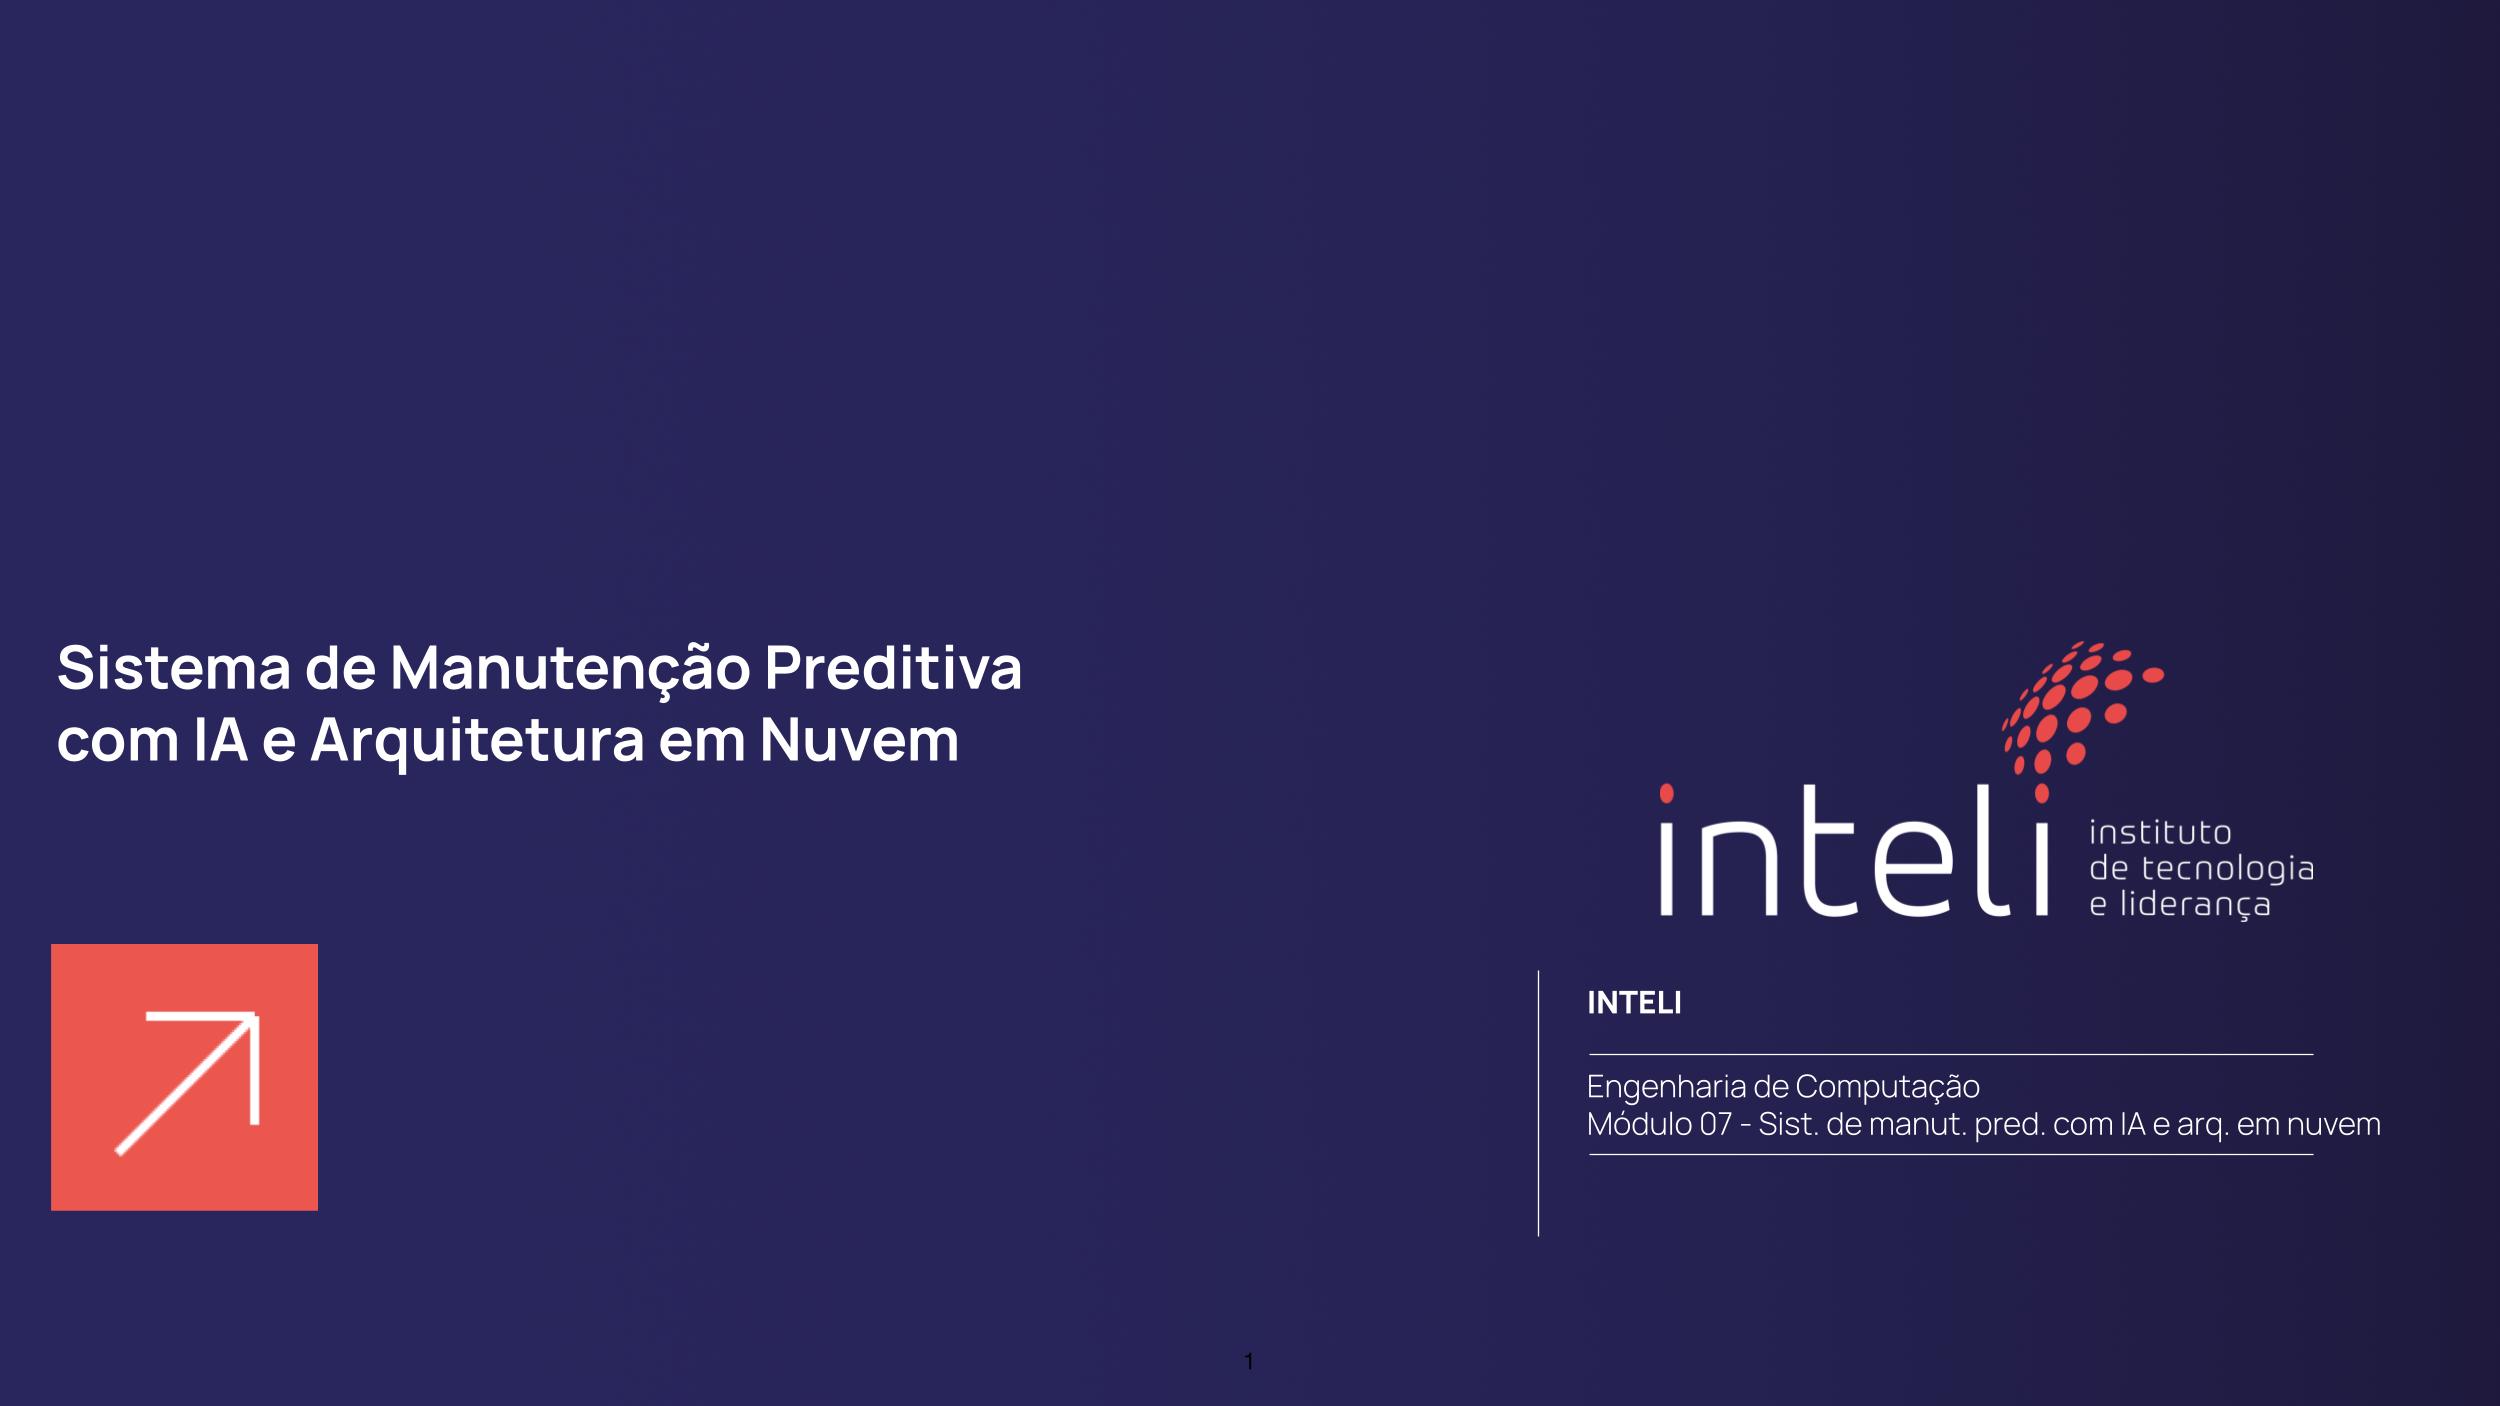 Sistema de Manutenção Preditiva
com IA e Arquitetura em Nuvem
inteli
instituto
de tecnologia
e liderança
INTELI
Engenharia de Computação
Módulo 07 - Sist. de manut. pred. com IA e arq. em nuvem
1